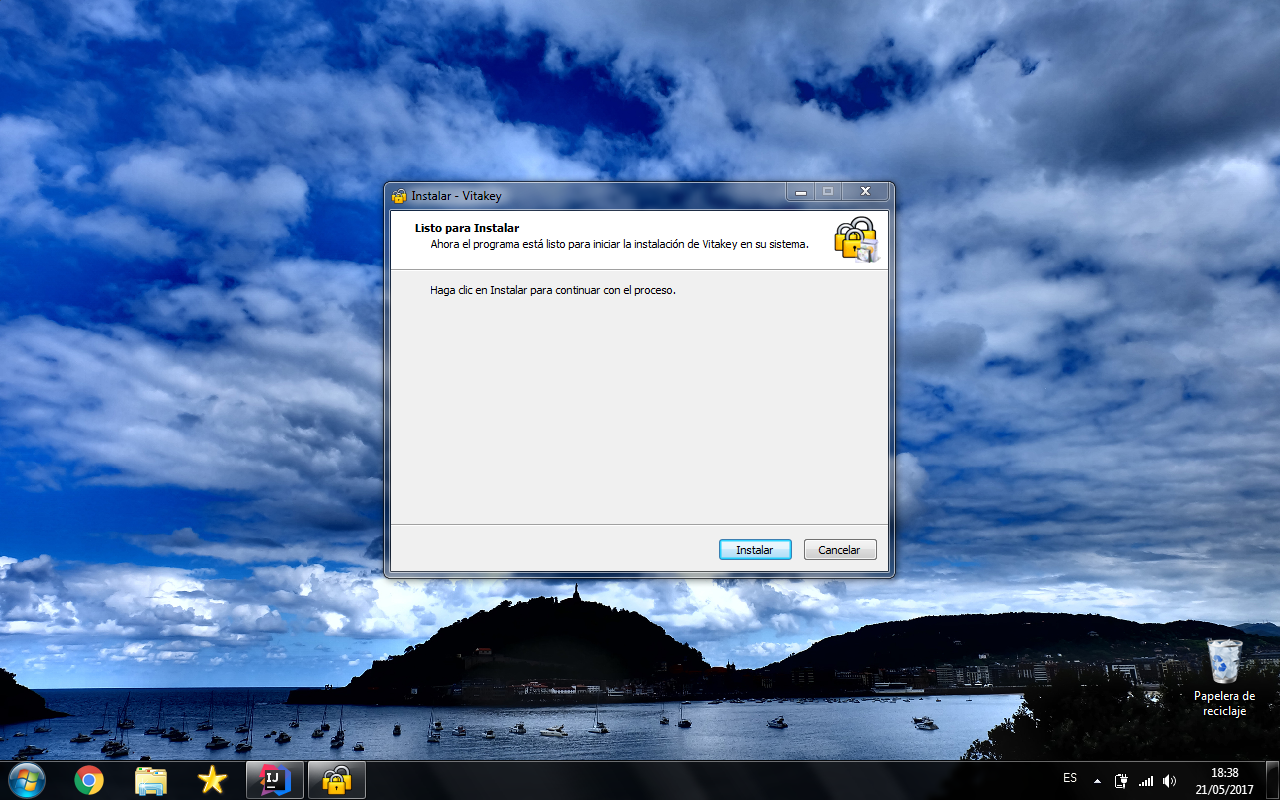 Instalar - Vitakey
Listo para Instalar
Ahora el programa está listo para iniciar la instalación de Vitakey en su sistema.
Haga clic en Instalar para continuar con el proceso.
Instalar
Cancelar
Papelera de
reciclaje
IJ
ES
18:38
21/05/2017